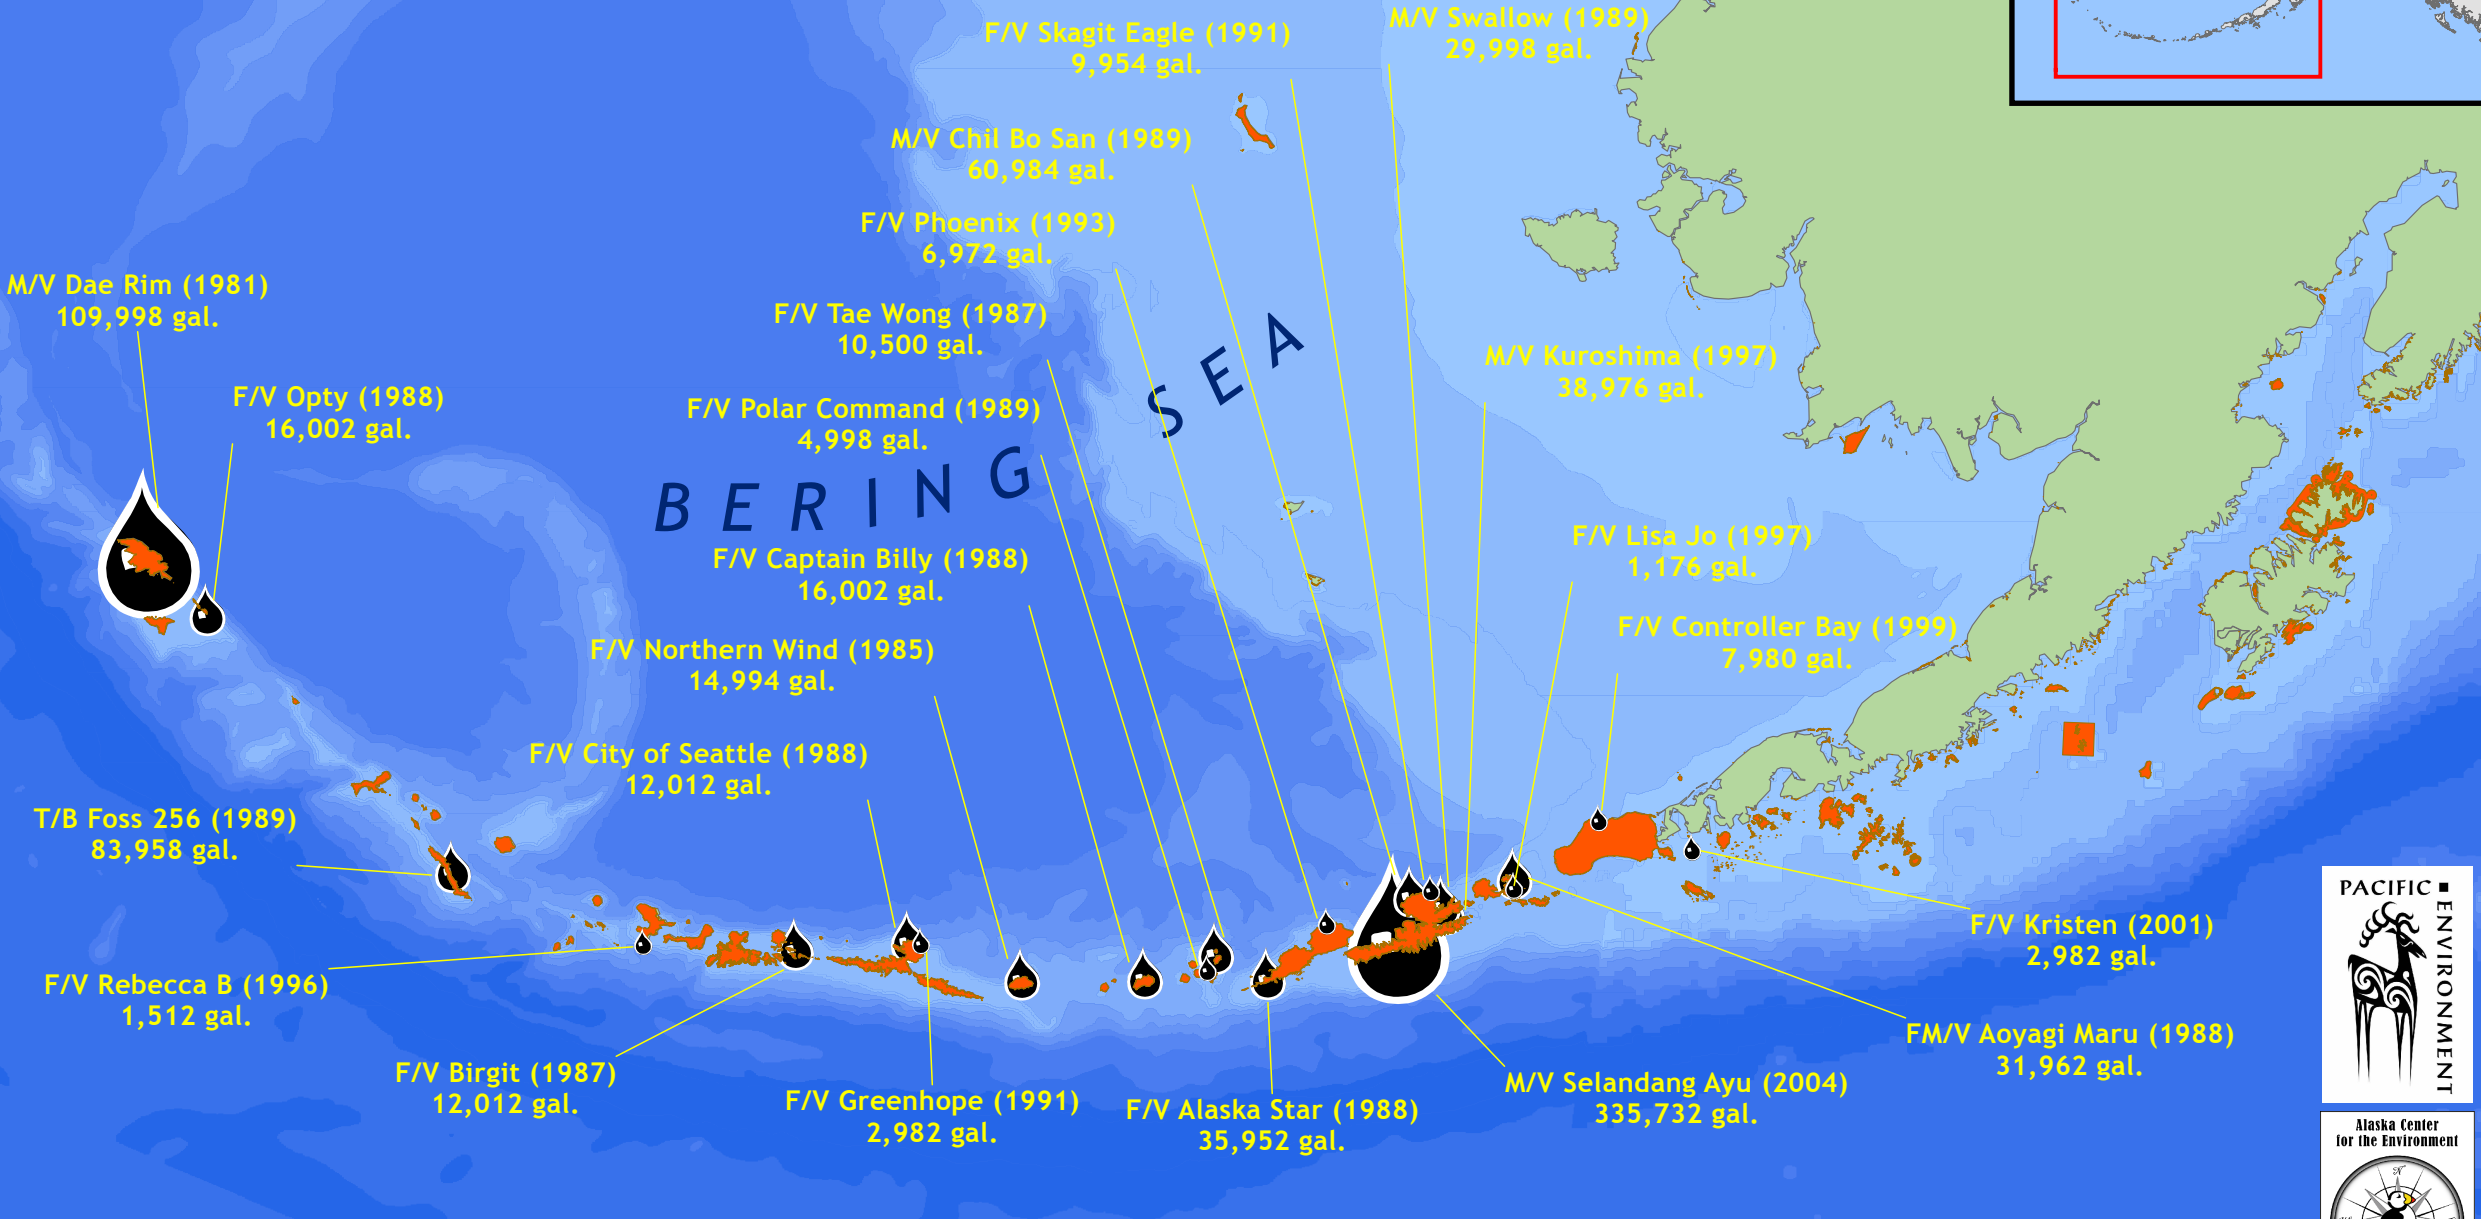 F/V Skagit Eagle (1991)
9,954 gal.
M/V Swallow (1989)
29,998 gal.
M/V Chil Bo San (1989)
60,984 gal.
F/V Phoenix (1993)
6,972 gal.
M/V Dae Rim (1981)
109,998 gal.
F/V Tae Wong (1987)
10,500 gal.
M/V Kuroshima (1997)
38,976 gal.
F/V Opty (1988)
16,002 gal.
F/V Polar Command (1989)
4,998 gal.
BERING SEA
F/V Lisa Jo (1997)
1,176 gal.
F/V Captain Billy (1988)
16,002 gal.
F/V Controller Bay (1999)
7,980 gal.
F/V Northern Wind (1985)
14,994 gal.
F/V City of Seattle (1988)
12,012 gal.
T/B Foss 256 (1989)
83,958 gal.
F/V Kristen (2001)
2,982 gal.
F/V Rebecca B (1996)
1,512 gal.
FM/V Aoyagi Maru (1988)
31,962 gal.
F/V Birgit (1987)
12,012 gal.
F/V Greenhope (1991)
2,982 gal.
F/V Alaska Star (1988)
35,952 gal.
M/V Selandang Ayu (2004)
335,732 gal.
PACIFIC
ENVIRONMENT
Alaska Center
for the Environment
N